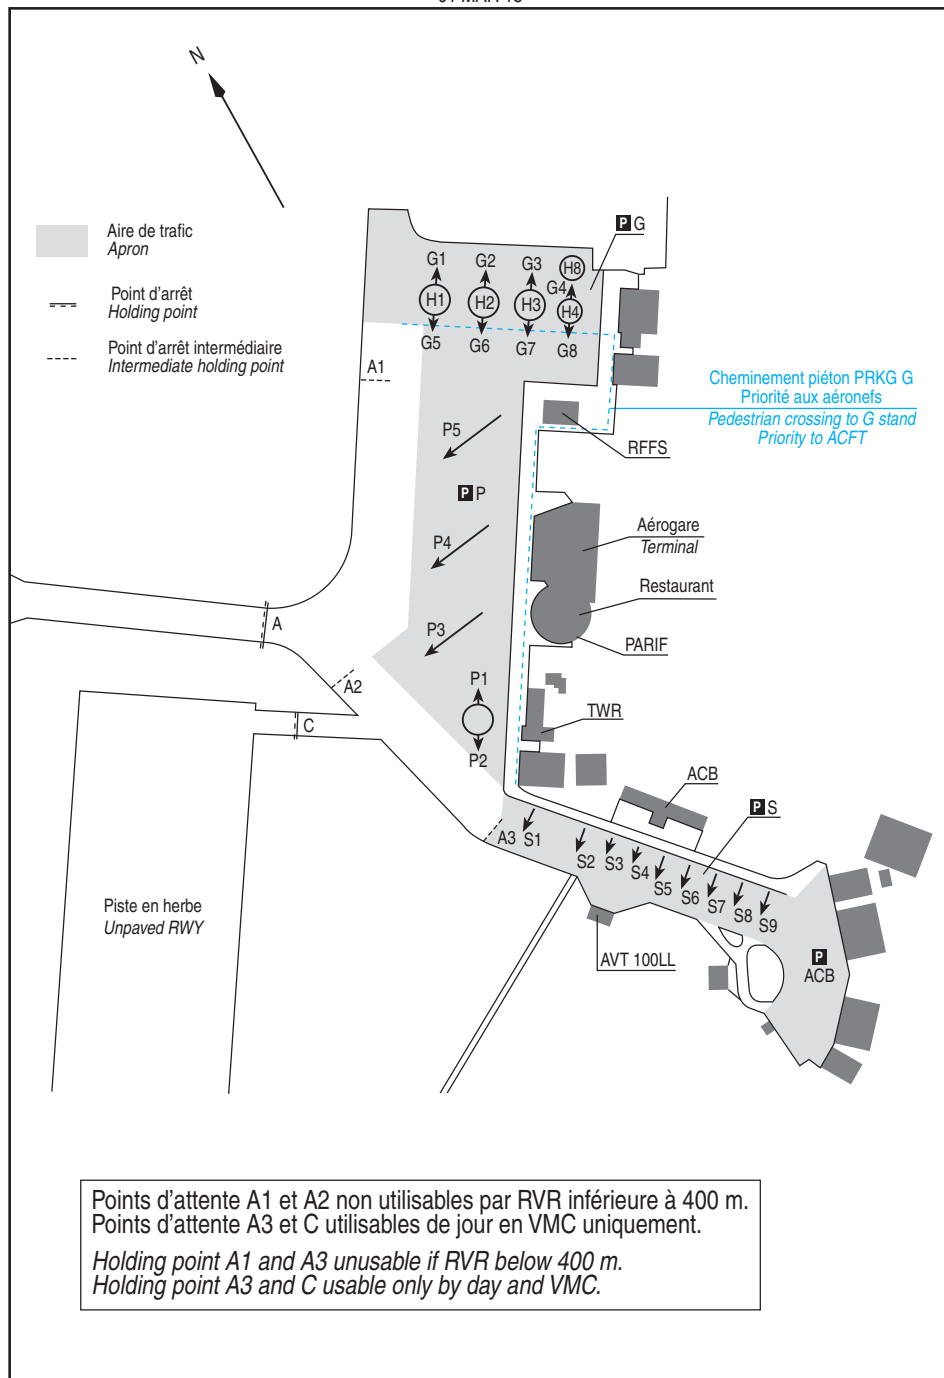 N
Aire de trafic
Apron
Point d'arrêt
Holding point
Point d'arrêt intermédiaire
Intermediate holding point
P G
G1 G2 G3 H8
G4
H1 H2 H3 H4
G5 G6 G7 G8
A1
Cheminement piéton PRKG G
Priorité aux aéronefs
Pedestrian crossing to G stand
Priority to ACFT
P5
RFFS
P P
Aérogare
Terminal
P4
Restaurant
A
P3
PARIF
A2
P1
C
TWR
P2
ACB
P S
A3 S1
S2 S3 S4 S5 S6 S7 S8 S9
Piste en herbe
Unpaved RWY
AVT 100LL
P
ACB
Points d'attente A1 et A2 non utilisables par RVR inférieure à 400 m.
Points d'attente A3 et C utilisables de jour en VMC uniquement.
Holding point A1 and A3 unusable if RVR below 400 m.
Holding point A3 and C usable only by day and VMC.